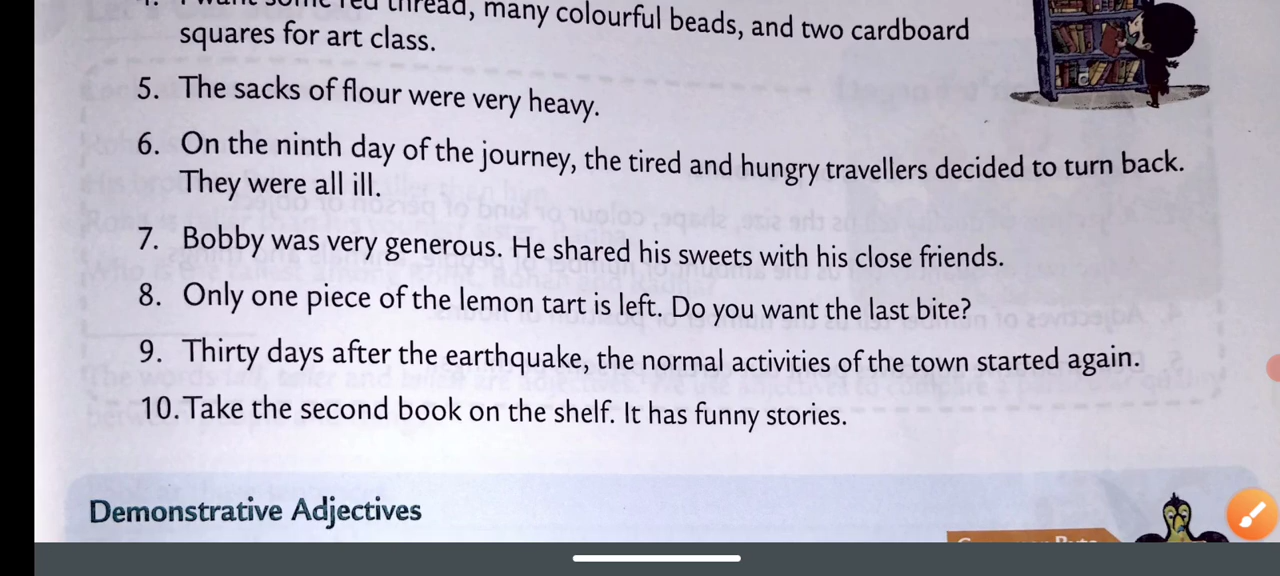 4. I want some red thread, many colourful beads, and two cardboard
squares for art class.
5. The sacks of flour were very heavy.
6. On the ninth day of the journey, the tired and hungry travellers decided to turn back.
They were all ill.
7. Bobby was very generous. He shared his sweets with his close friends.
8. Only one piece of the lemon tart is left. Do you want the last bite?
9. Thirty days after the earthquake, the normal activities of the town started again.
10. Take the second book on the shelf. It has funny stories.
Demonstrative Adjectives